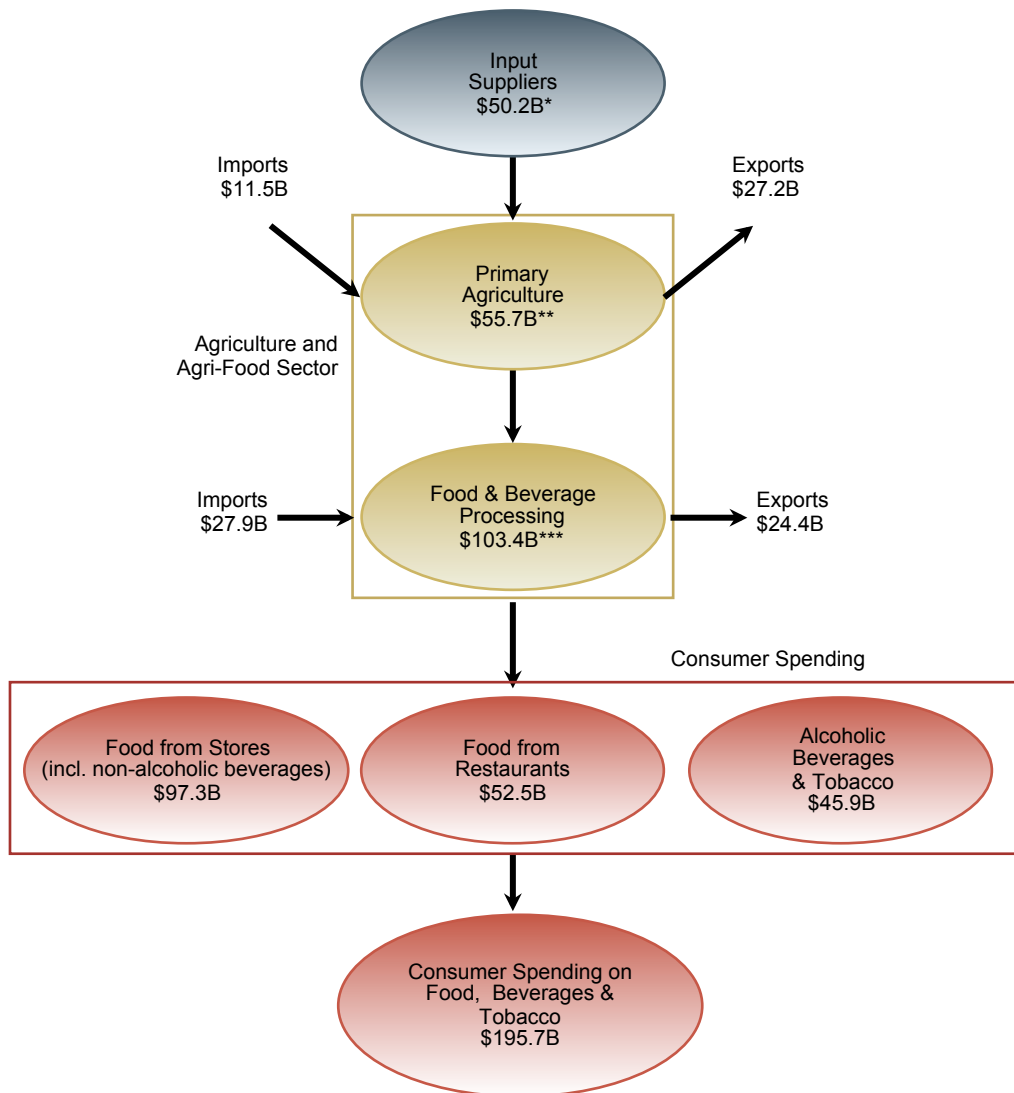 Input
Suppliers
$50.2B*
Imports
$11.5B
Exports
$27.2B
Primary
Agriculture
$55.7B**
Agriculture and
Agri-Food Sector
Imports
$27.9B
Food & Beverage
Processing
$103.4B***
Exports
$24.4B
Consumer Spending
Food from Stores
(incl. non-alcoholic beverages)
$97.3B
Food from
Restaurants
$52.5B
Alcoholic
Beverages
& Tobacco
$45.9B
Consumer Spending on
Food, Beverages &
Tobacco
$195.7B